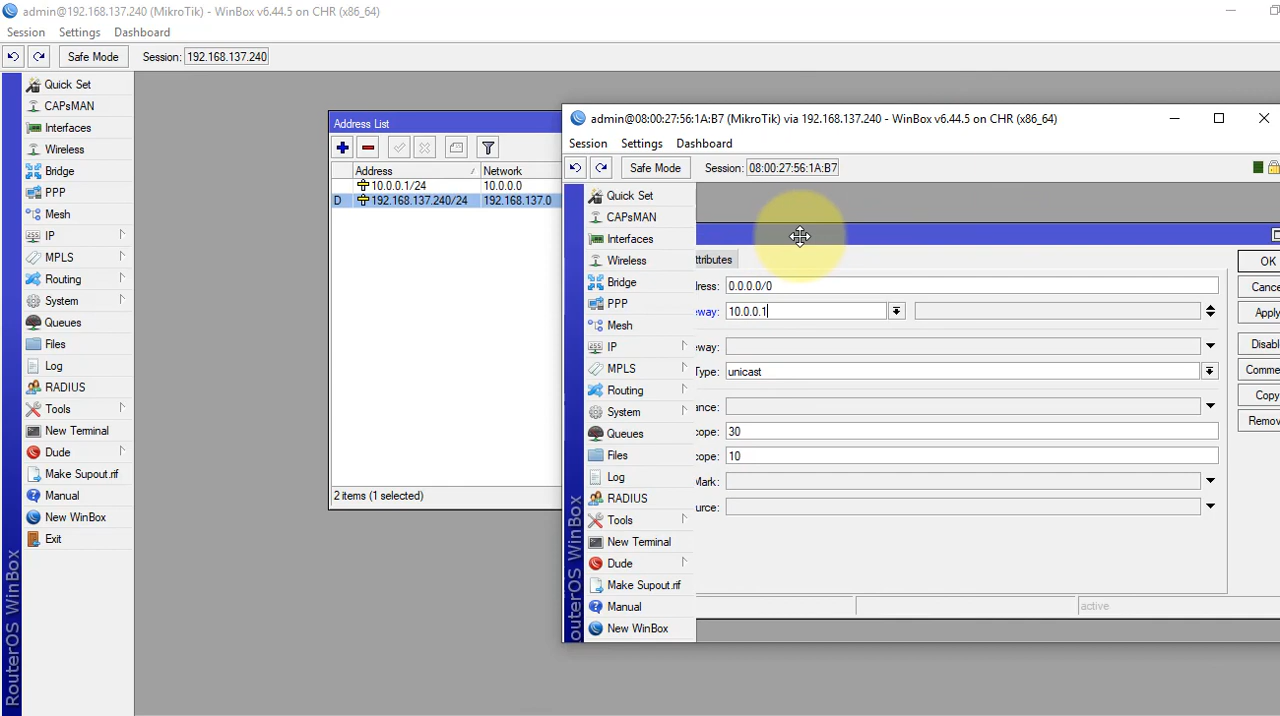 admin@192.168.137.240 (MikroTik) - WinBox v6.44.5 on CHR (x86_64)
Session Settings Dashboard
Safe Mode Session: 192.168.137.240
Quick Set
CAPsMAN
Interfaces
Wireless
Bridge
PPP
Mesh
IP
MPLS
Routing
System
Queues
Files
Log
RADIUS
Tools
New Terminal
Dude
Make Supout.rif
Manual
New WinBox
Exit
RouterOS WinBox
Address List
Address Network
10.0.0.1/24 10.0.0.0
D 192.168.137.240/24 192.168.137.0
2 items (1 selected)
admin@08:00:27:56:1A:B7 (MikroTik) via 192.168.137.240 - WinBox v6.44.5 on CHR (x86_64)
Session Settings Dashboard
Safe Mode Session: 08:00:27:56:1A:B7
Quick Set
CAPsMAN
Interfaces
Wireless
Bridge
PPP
Mesh
IP
MPLS
Routing
System
Queues
Files
Log
RADIUS
Tools
New Terminal
Dude
Make Supout.rif
Manual
New WinBox
outerOS WinBox
ttributes
ress: 0.0.0.0/0
way: 10.0.0.1
way:
Type: unicast
ance:
cope: 30
cope: 10
Mark:
urce:
active
OK
Cance
Apply
Disabl
Comme
Copy
Remov